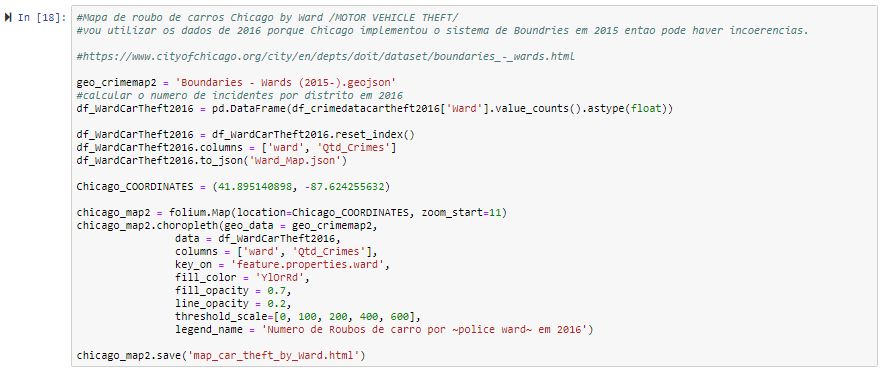 In [18]:
#Mapa de roubo de carros Chicago by Ward /MOTOR VEHICLE THEFT/
#vou utilizar os dados de 2016 porque Chicago implementou o sistema de Boundries em 2015 entao pode haver incoerencias.
#https://www.cityofchicago.org/city/en/depts/doit/dataset/boundaries_-_wards.html
geo_crimemap2 = 'Boundaries - Wards (2015-).geojson'
#calcular o numero de incidentes por distrito em 2016
df_WardCarTheft2016 = pd.DataFrame(df_crimedatacartheft2016['Ward'].value_counts().astype(float))
df_WardCarTheft2016 = df_WardCarTheft2016.reset_index()
df_WardCarTheft2016.columns = ['ward', 'Qtd_Crimes']
df_WardCarTheft2016.to_json('Ward_Map.json')
Chicago_COORDINATES = (41.895140898, -87.624255632)
chicago_map2 = folium.Map(location=Chicago_COORDINATES, zoom_start=11)
chicago_map2.choropleth(geo_data = geo_crimemap2,
data = df_WardCarTheft2016,
columns = ['ward', 'Qtd_Crimes'],
key_on = 'feature.properties.ward',
fill_color = 'YlOrRd',
fill_opacity = 0.7,
line_opacity = 0.2,
threshold_scale=[0, 100, 200, 400, 600],
legend_name = 'Numero de Roubos de carro por ~police ward~ em 2016')
chicago_map2.save('map_car_theft_by_Ward.html')